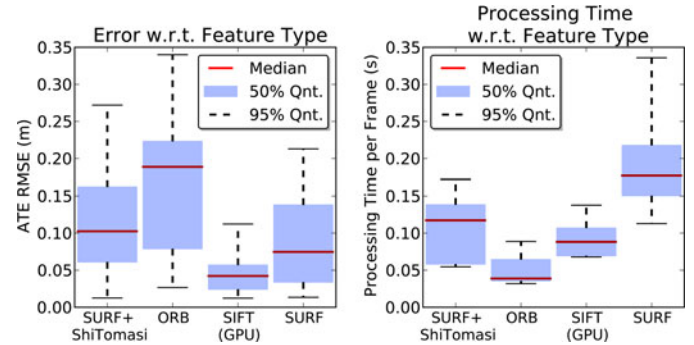 Error w.r.t. Feature Type
ATE RMSE (m)
0.35
0.30
0.25
0.20
0.15
0.10
0.05
0.00
Median
50% Qnt.
95% Qnt.
SURF+
ShiTomasi
ORB
SIFT
(GPU)
SURF
Processing Time
w.r.t. Feature Type
Processing Time per Frame (s)
0.35
0.30
0.25
0.20
0.15
0.10
0.05
0.00
Median
50% Qnt.
95% Qnt.
SURF+
ShiTomasi
ORB
SIFT
(GPU)
SURF